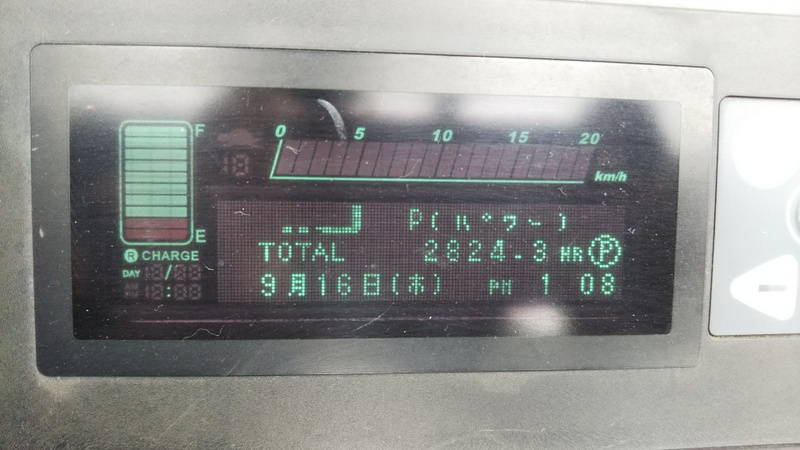 F
0 5 10 15 20
km/h
E
P(パワー)
® CHARGE
TOTAL 2824.3 HR Ⓟ
DAY
9月16日(木) PM 1 08